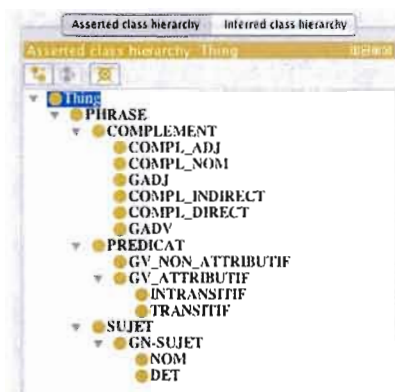 Asserted class hierarchy Inferred class hierarchy
Asserted class hierarchy: Thing
Thing
PHRASE
COMPLEMENT
COMPL_ADJ
COMPL_NOM
GADJ
COMPL_INDIRECT
COMPL_DIRECT
GADV
PREDICAT
GV_NON_ATTRIBUTIF
GV_ATTRIBUTIF
INTRANSITIF
TRANSITIF
SUJET
GN-SUJET
NOM
DET